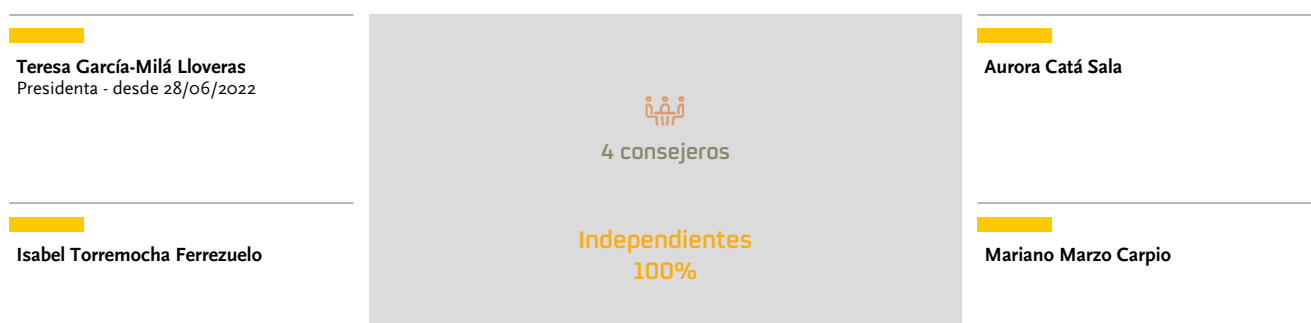 Teresa García-Milá Lloveras
Presidenta - desde 28/06/2022
Isabel Torremocha Ferrezuelo
4 consejeros
Independientes
100%
Aurora Catá Sala
Mariano Marzo Carpio